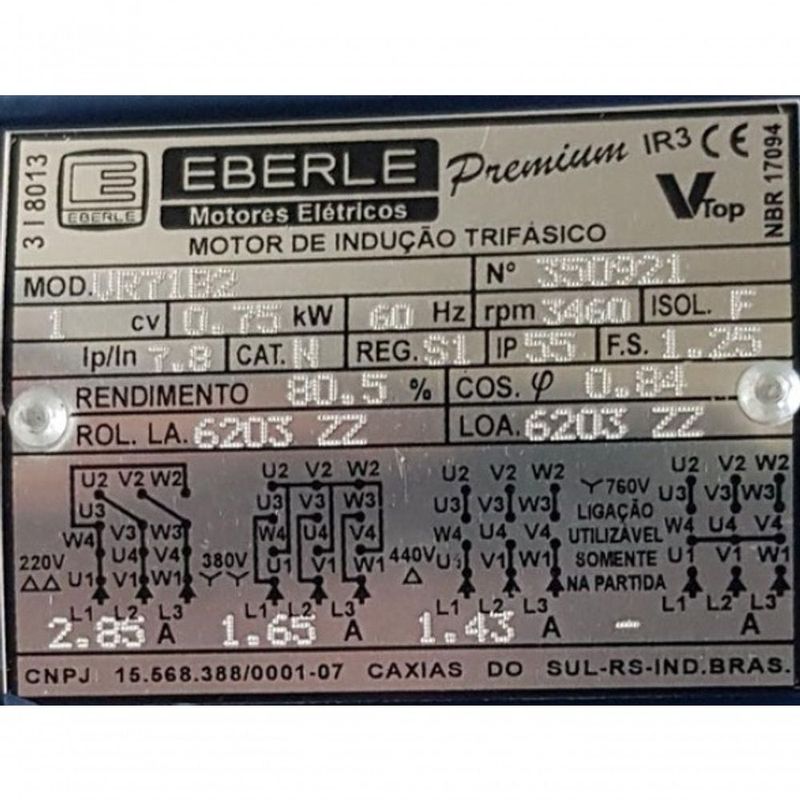 3 I 8013
EBERLE
EBERLE
Motores Elétricos
Premium IR3 CE
V Top
NBR 17094
MOTOR DE INDUÇÃO TRIFÁSICO
MOD. UR71B2 Nº 350921
1 cv 0.75 kW 60 Hz rpm 3460 ISOL. F
Ip/In 7.8 CAT. N REG. S1 IP 55 F.S. 1.25
RENDIMENTO 80.5 % COS. φ 0.84
ROL. LA. 6203 ZZ LOA. 6203 ZZ
U2 V2 W2
U3
V3 W3
W4 U4 V4
220V
△△ U1 V1 W1
L1 L2 L3
2.85 A
U2 V2 W2
U3 V3 W3
W4 U4 V4
380V
YY U1 V1 W1
L1 L2 L3
1.65 A
U2 V2 W2
U3 V3 W3
W4 U4 V4
440V
△ U1 V1 W1
L1 L2 L3
1.43 A
Y760V
LIGAÇÃO
UTILIZÁVEL
SOMENTE
NA PARTIDA
U2 V2 W2
U3 V3 W3
W4 U4 V4
U1 V1 W1
L1 L2 L3
- A
CNPJ 15.568.388/0001-07 CAXIAS DO SUL-RS-IND.BRAS.